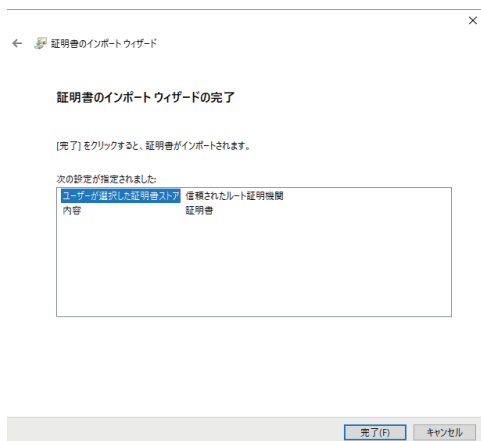 証明書のインポート ウィザード
証明書のインポート ウィザードの完了
[完了] をクリックすると、証明書がインポートされます。
次の設定が指定されました:
ユーザーが選択した証明書ストア 信頼されたルート証明機関
内容 証明書
完了(F) キャンセル